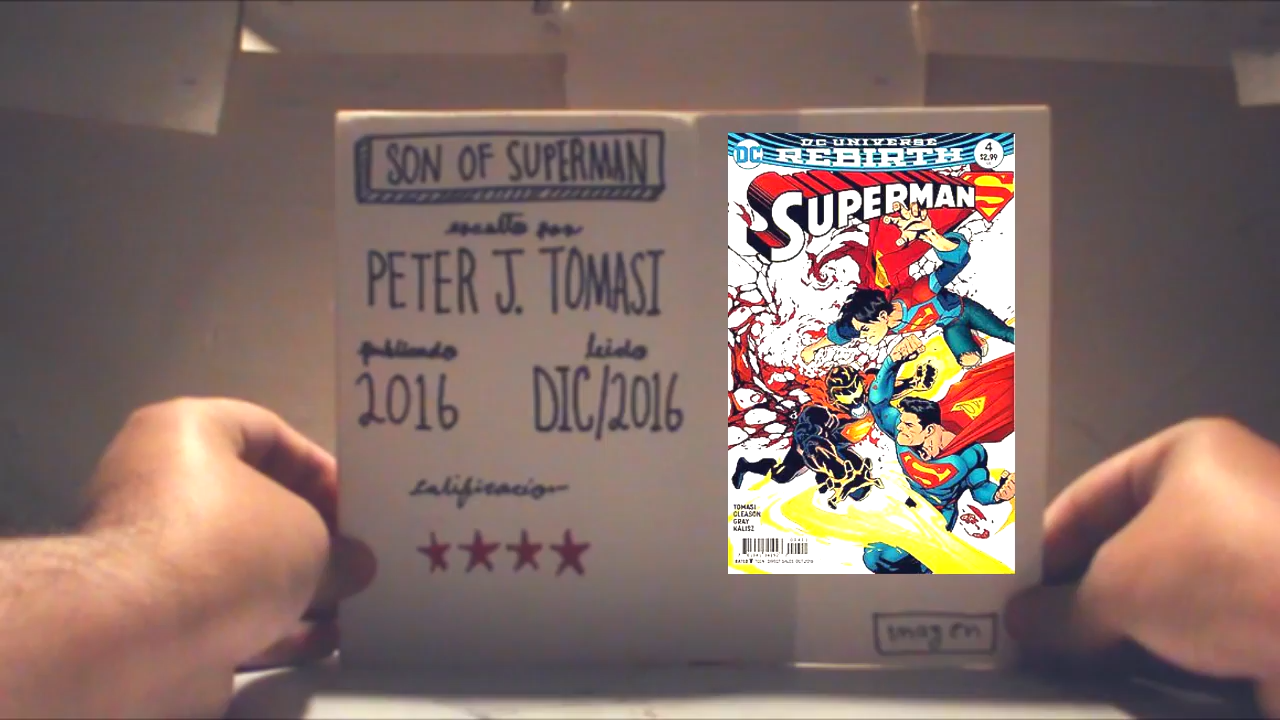 SON OF SUPERMAN
escrito por
PETER J. TOMASI
publicado
leído
2016
DIC/2016
calificación
imagen
DC
DC UNIVERSE
REBIRTH
4
$2.99
SUPERMAN
TOMASI
GLEASON
GRAY
KALISZ